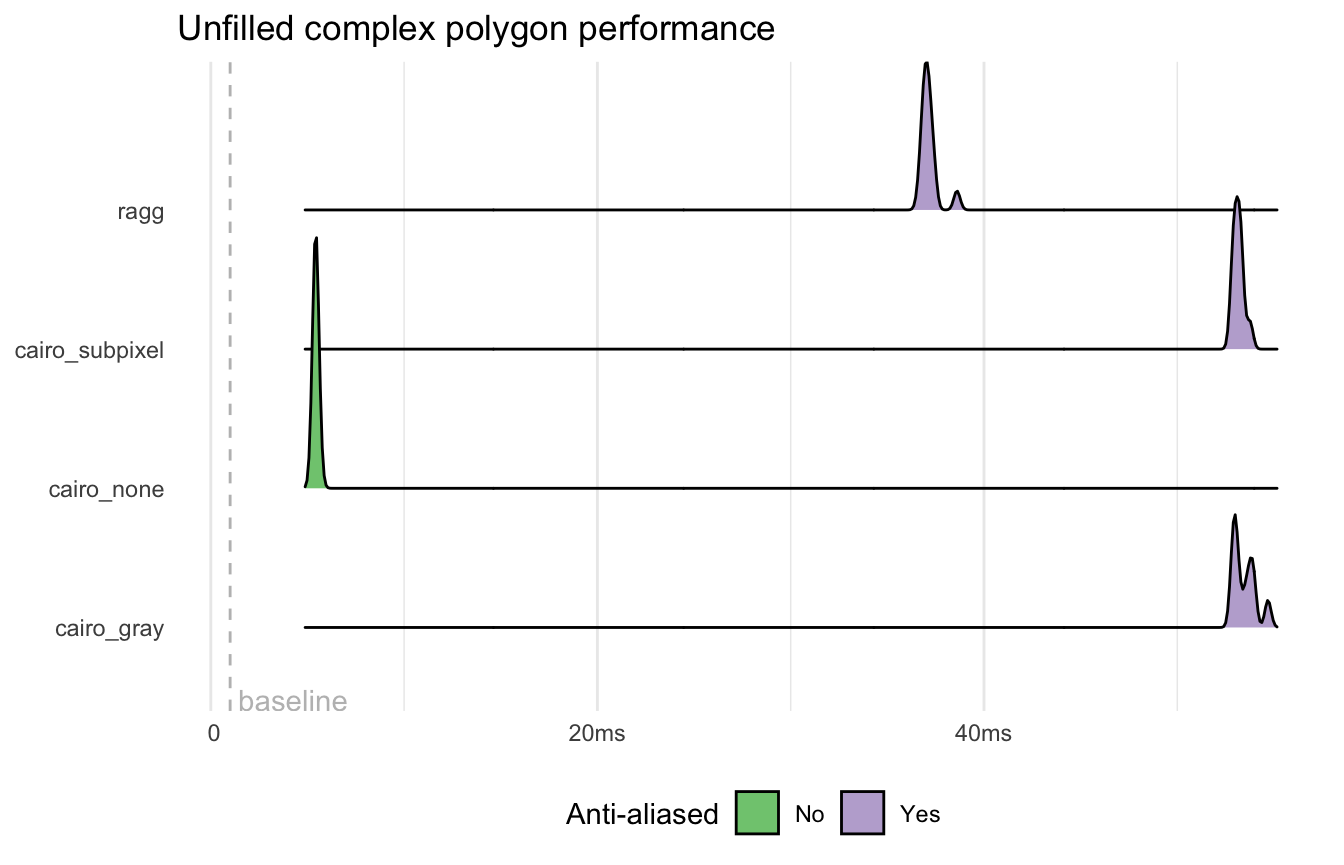 Unfilled complex polygon performance
ragg
cairo_subpixel
cairo_none
cairo_gray
baseline
0 20ms 40ms
Anti-aliased No Yes